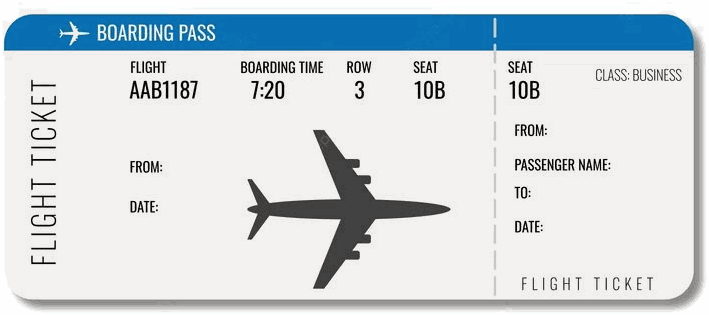 BOARDING PASS
FLIGHT TICKET
FLIGHT BOARDING TIME ROW SEAT
AAB1187 7:20 3 10B
FROM:
DATE:
SEAT
10B
CLASS: BUSINESS
FROM:
PASSENGER NAME:
TO:
DATE:
FLIGHT TICKET